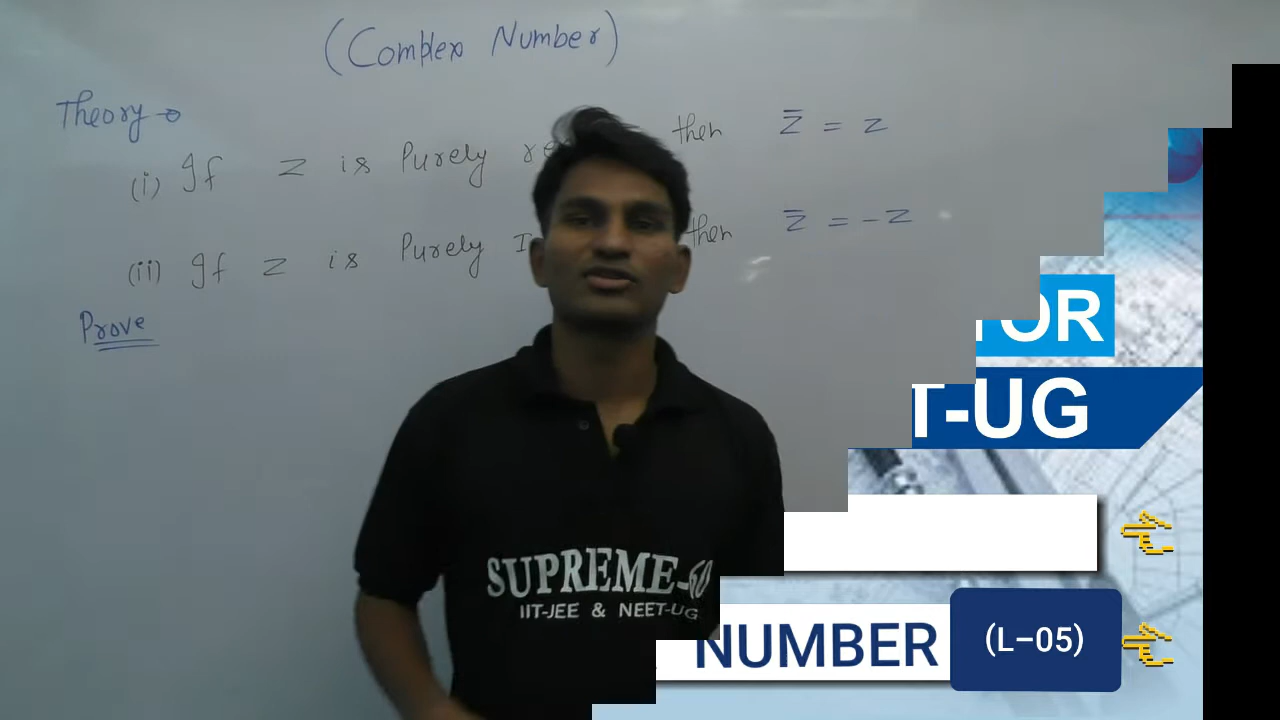 (Complex Number)
Theory →
(i) If z is Purely re then z̅ = z
(ii) If z is Purely I then z̅ = -z
Prove
OR
T-UG
SUPREME-60
IIT-JEE & NEET-UG
NUMBER (L-05)